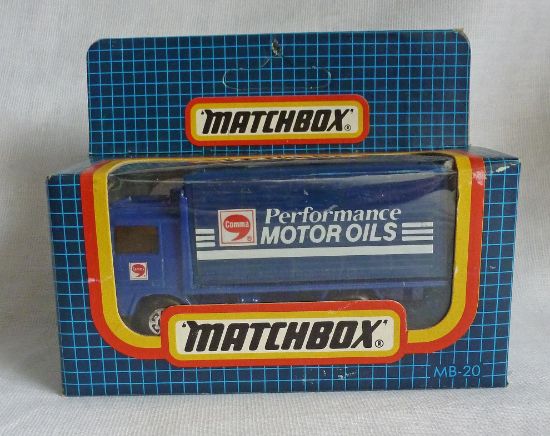 "MATCHBOX"®
Comma
®
Performance
MOTOR OILS
Comma
"MATCHBOX"®
MB-20